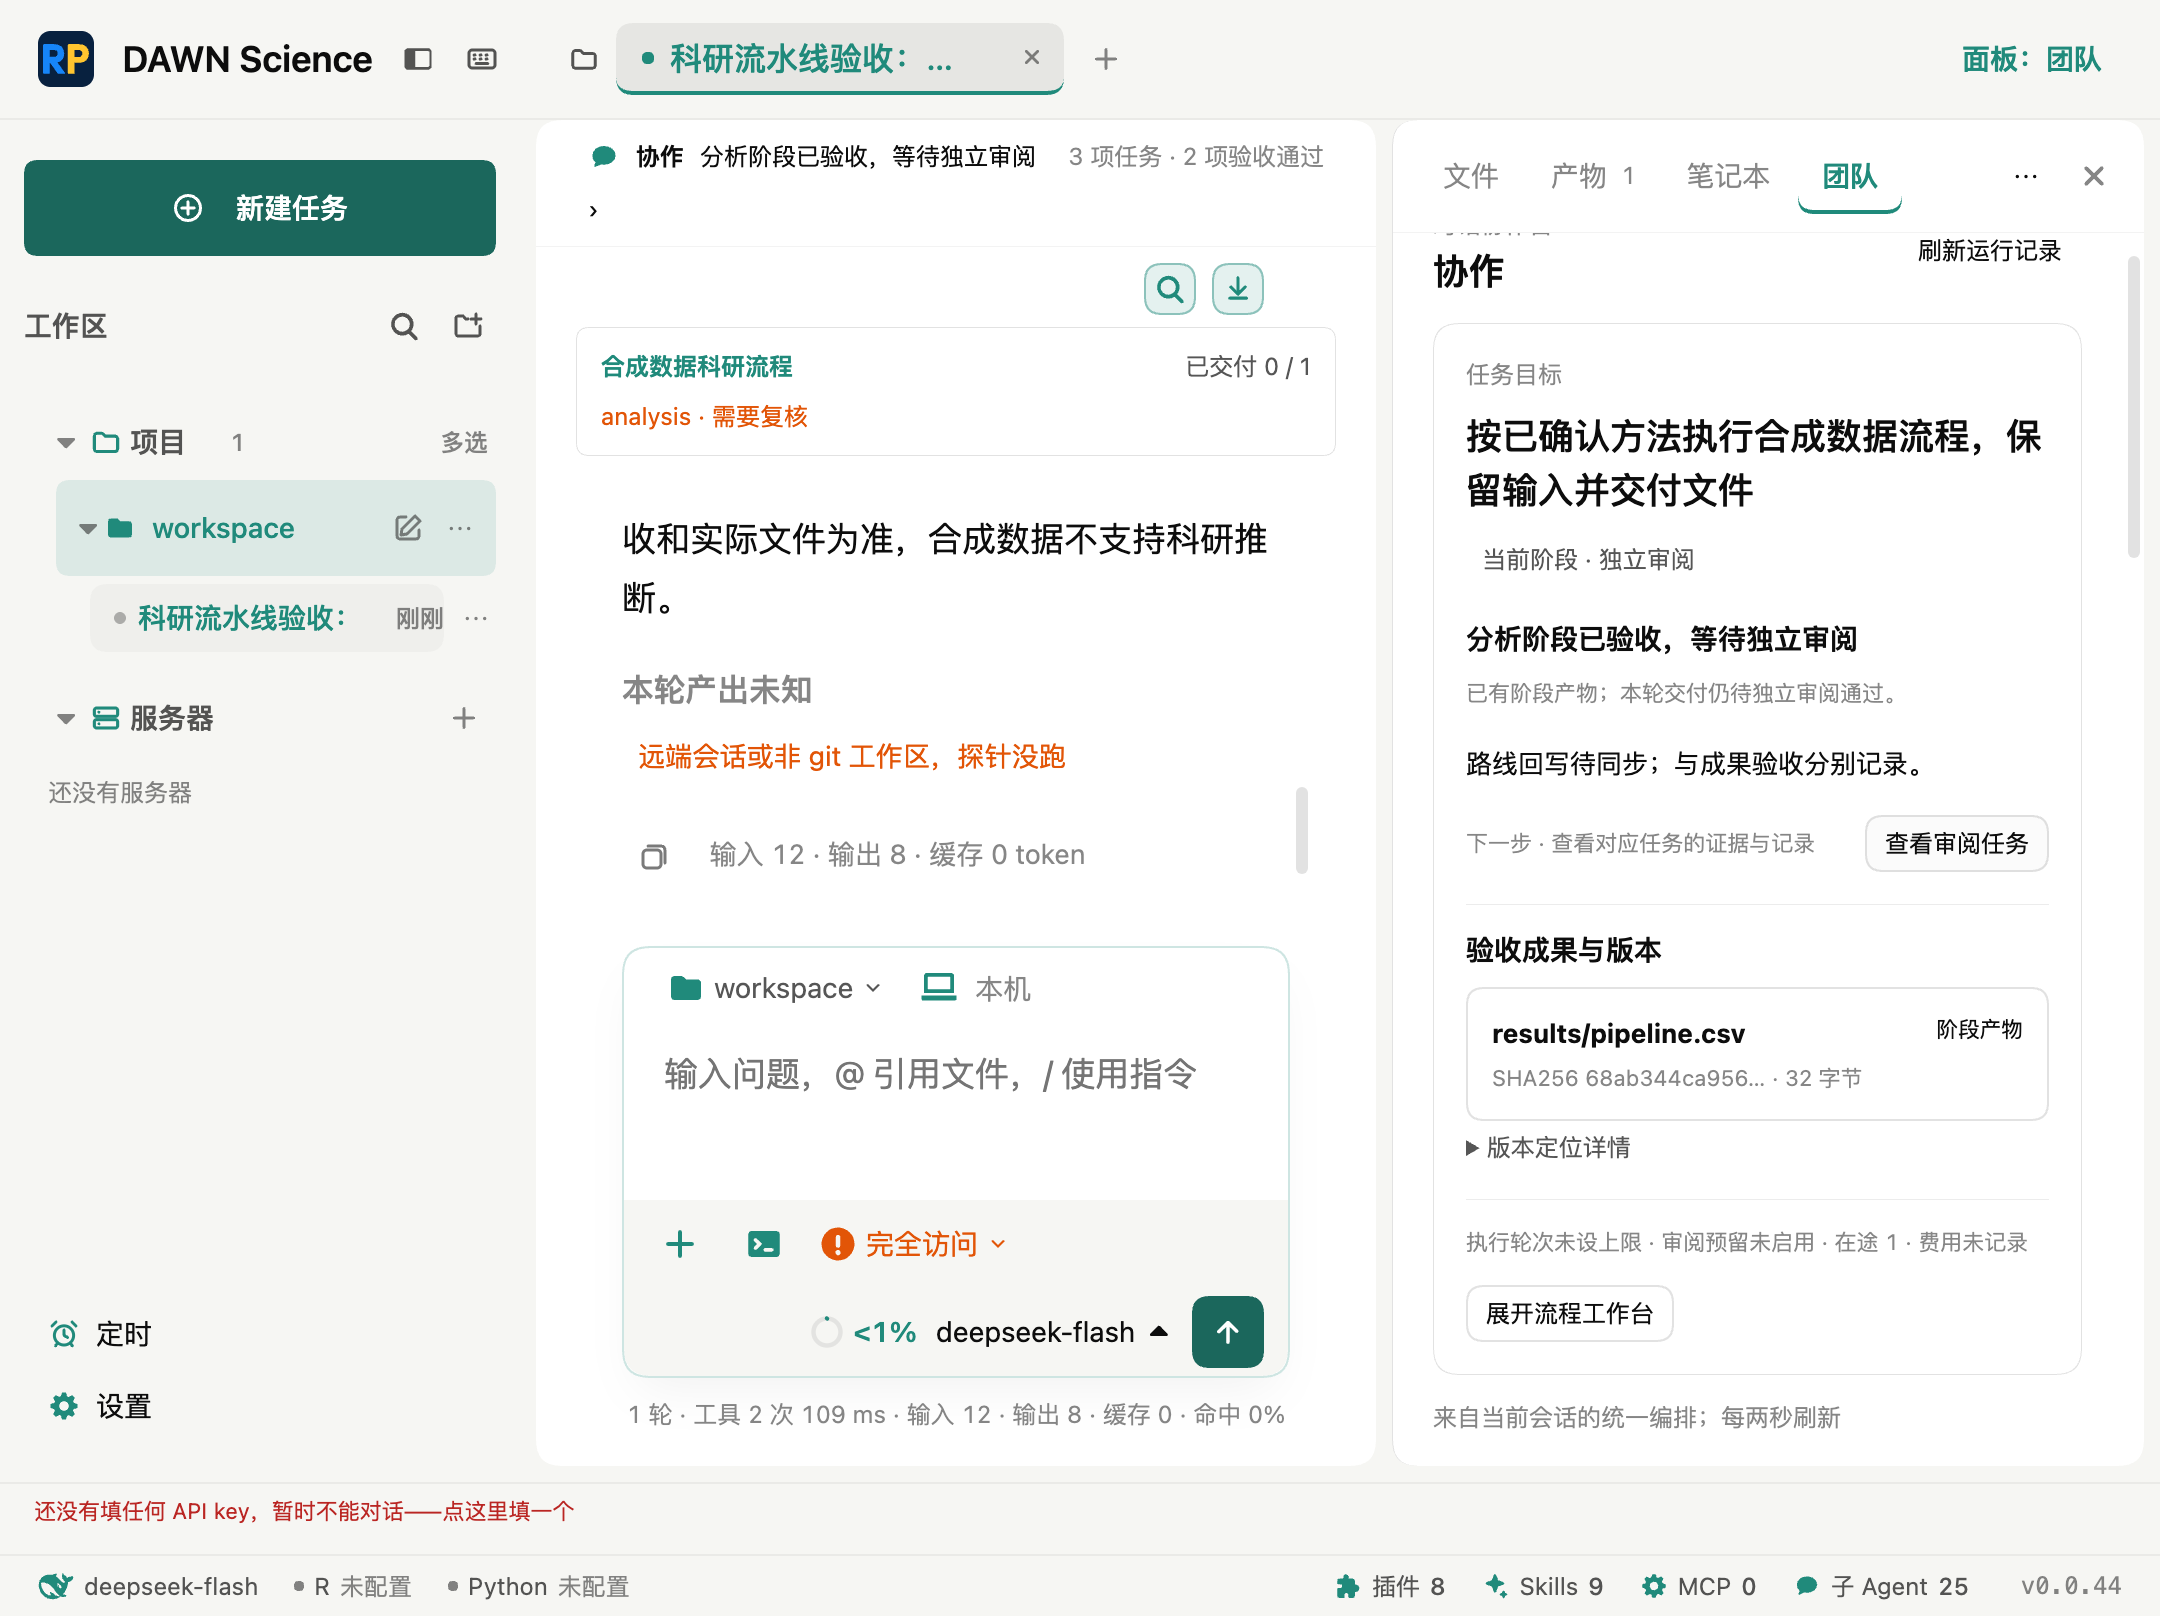 RP DAWN Science
科研流水线验收：...
面板：团队
新建任务
工作区
项目 1 多选
workspace
科研流水线验收： 刚刚
服务器
还没有服务器
定时
设置
协作 分析阶段已验收，等待独立审阅 3 项任务 · 2 项验收通过
›
合成数据科研流程 已交付 0 / 1
analysis · 需要复核
收和实际文件为准，合成数据不支持科研推
断。
本轮产出未知
远端会话或非 git 工作区，探针没跑
输入 12 · 输出 8 · 缓存 0 token
workspace 本机
输入问题，@ 引用文件，/ 使用指令
完全访问
<1% deepseek-flash
1 轮 · 工具 2 次 109 ms · 输入 12 · 输出 8 · 缓存 0 · 命中 0%
文件 产物 1 笔记本 团队 ...
协作 刷新运行记录
任务目标
按已确认方法执行合成数据流程，保
留输入并交付文件
当前阶段 · 独立审阅
分析阶段已验收，等待独立审阅
已有阶段产物；本轮交付仍待独立审阅通过。
路线回写待同步；与成果验收分别记录。
下一步 · 查看对应任务的证据与记录 查看审阅任务
验收成果与版本
results/pipeline.csv 阶段产物
SHA256 68ab344ca956... · 32 字节
版本定位详情
执行轮次未设上限 · 审阅预留未启用 · 在途 1 · 费用未记录
展开流程工作台
来自当前会话的统一编排；每两秒刷新
还没有填任何 API key，暂时不能对话——点这里填一个
deepseek-flash R 未配置 Python 未配置 插件 8 Skills 9 MCP 0 子 Agent 25 v0.0.44